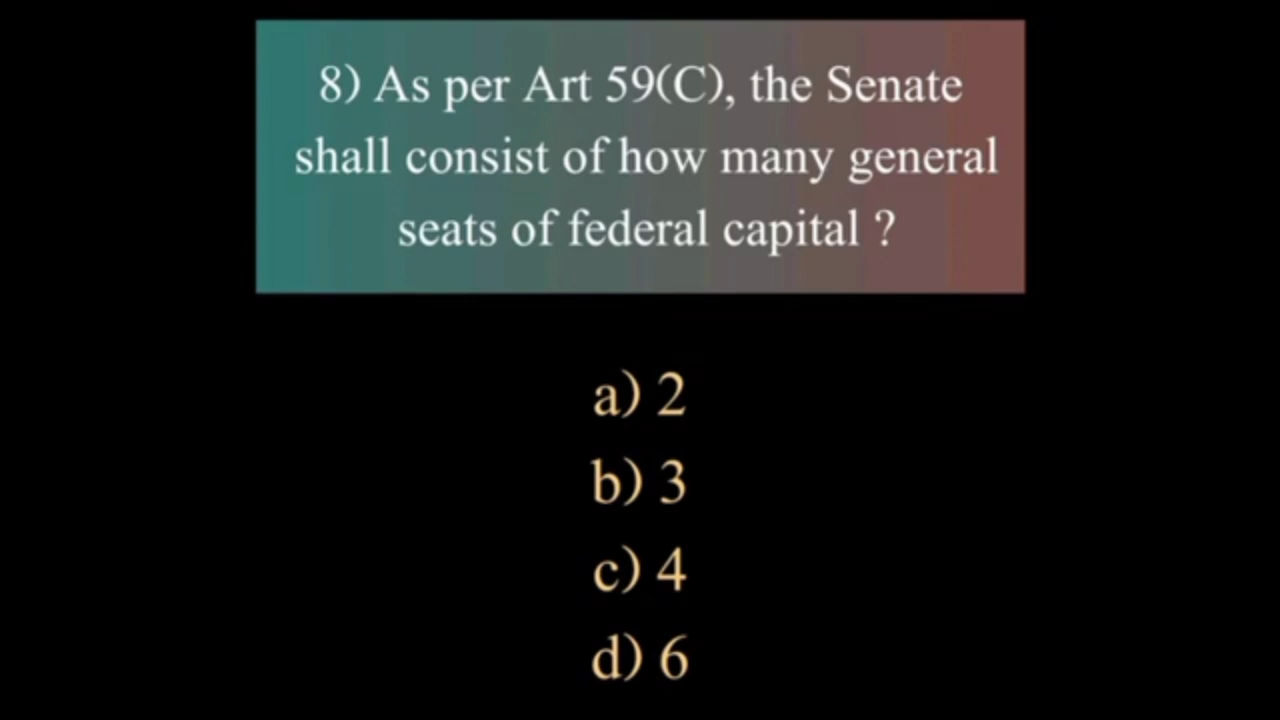 8) As per Art 59(C), the Senate
shall consist of how many general
seats of federal capital ?
a) 2
b) 3
c) 4
d) 6